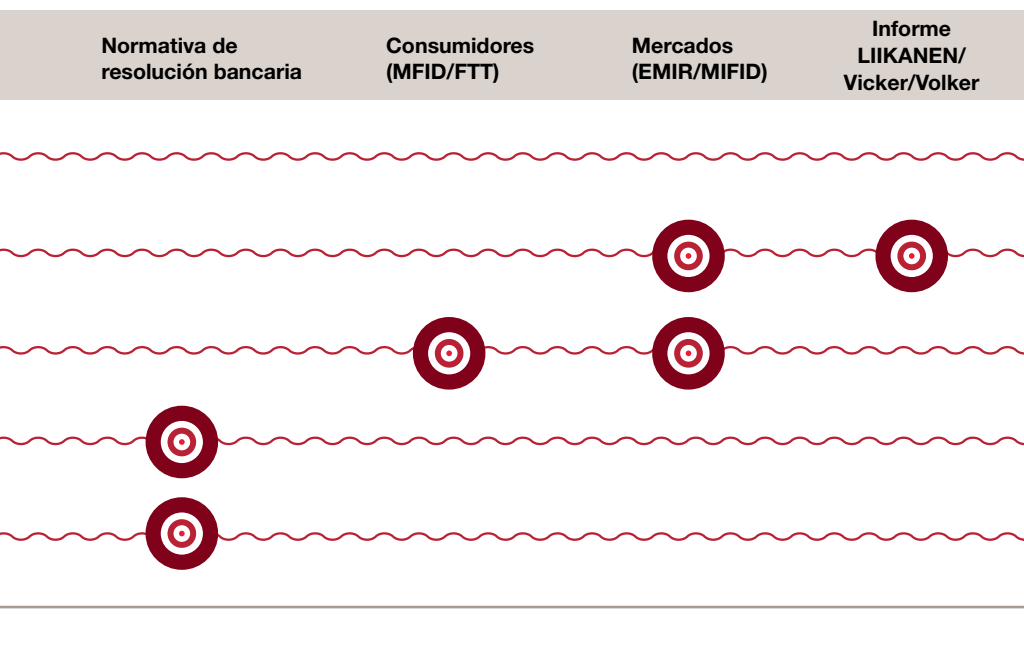 Normativa de
resolución bancaria
Consumidores
(MFID/FTT)
Mercados
(EMIR/MIFID)
Informe
LIIKANEN/
Vicker/Volker